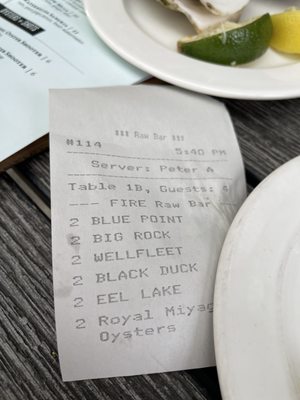 ### Raw Bar ###
#114 5:40 PM
Server: Peter A
Table 1B, Guests: 4
--- FIRE Raw Bar ---
2 BLUE POINT
2 BIG ROCK
2 WELLFLEET
2 BLACK DUCK
2 EEL LAKE
2 Royal Miyag
Oysters